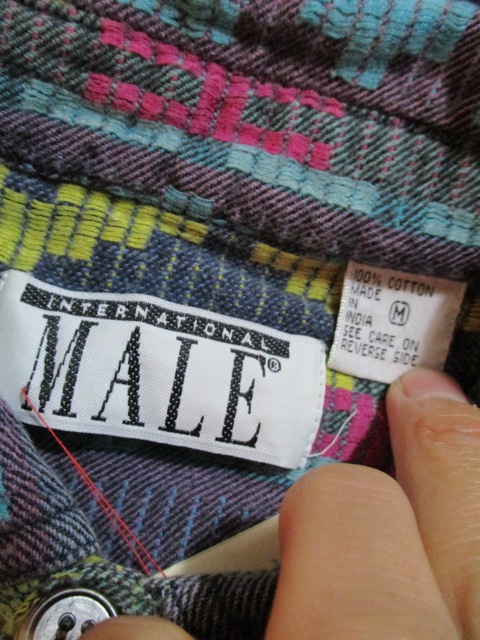 INTERNATIONAL
MALE®
100% COTTON
MADE
IN M
INDIA
SEE CARE ON
REVERSE SIDE